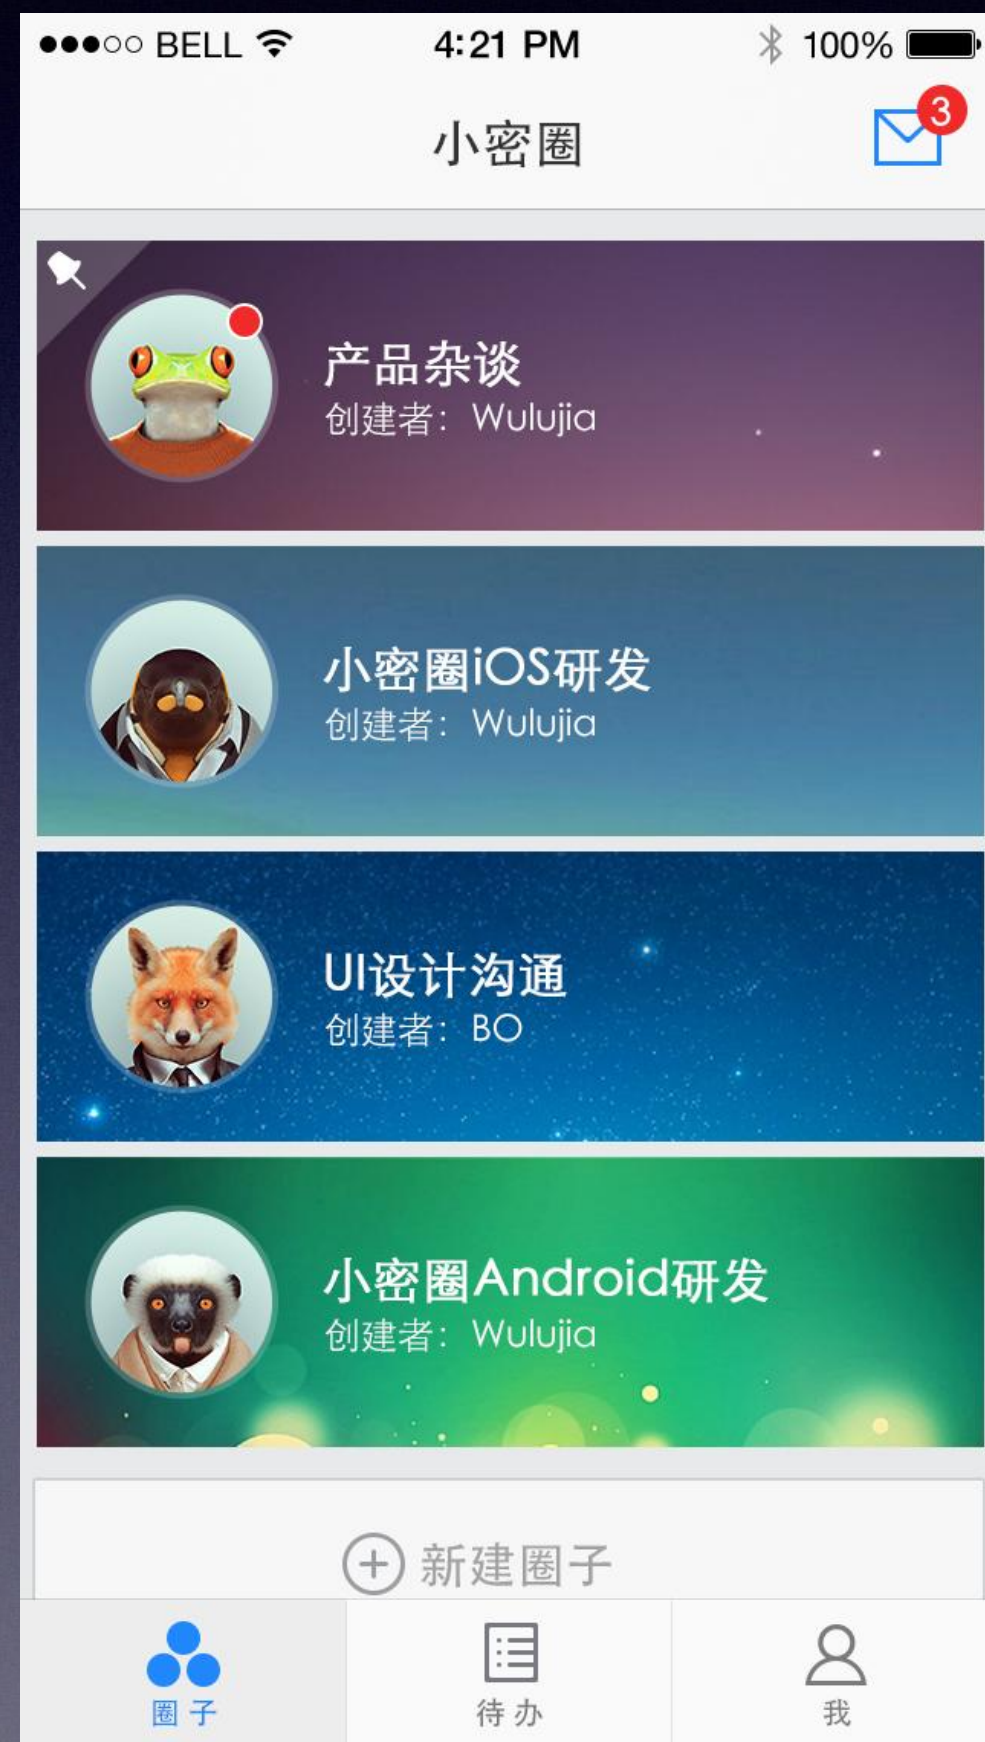 BELL 4:21 PM 100%
小密圈
3
产品杂谈
创建者：Wulujia
小密圈iOS研发
创建者：Wulujia
UI设计沟通
创建者：BO
小密圈Android研发
创建者：Wulujia
新建圈子
圈子 待办 我